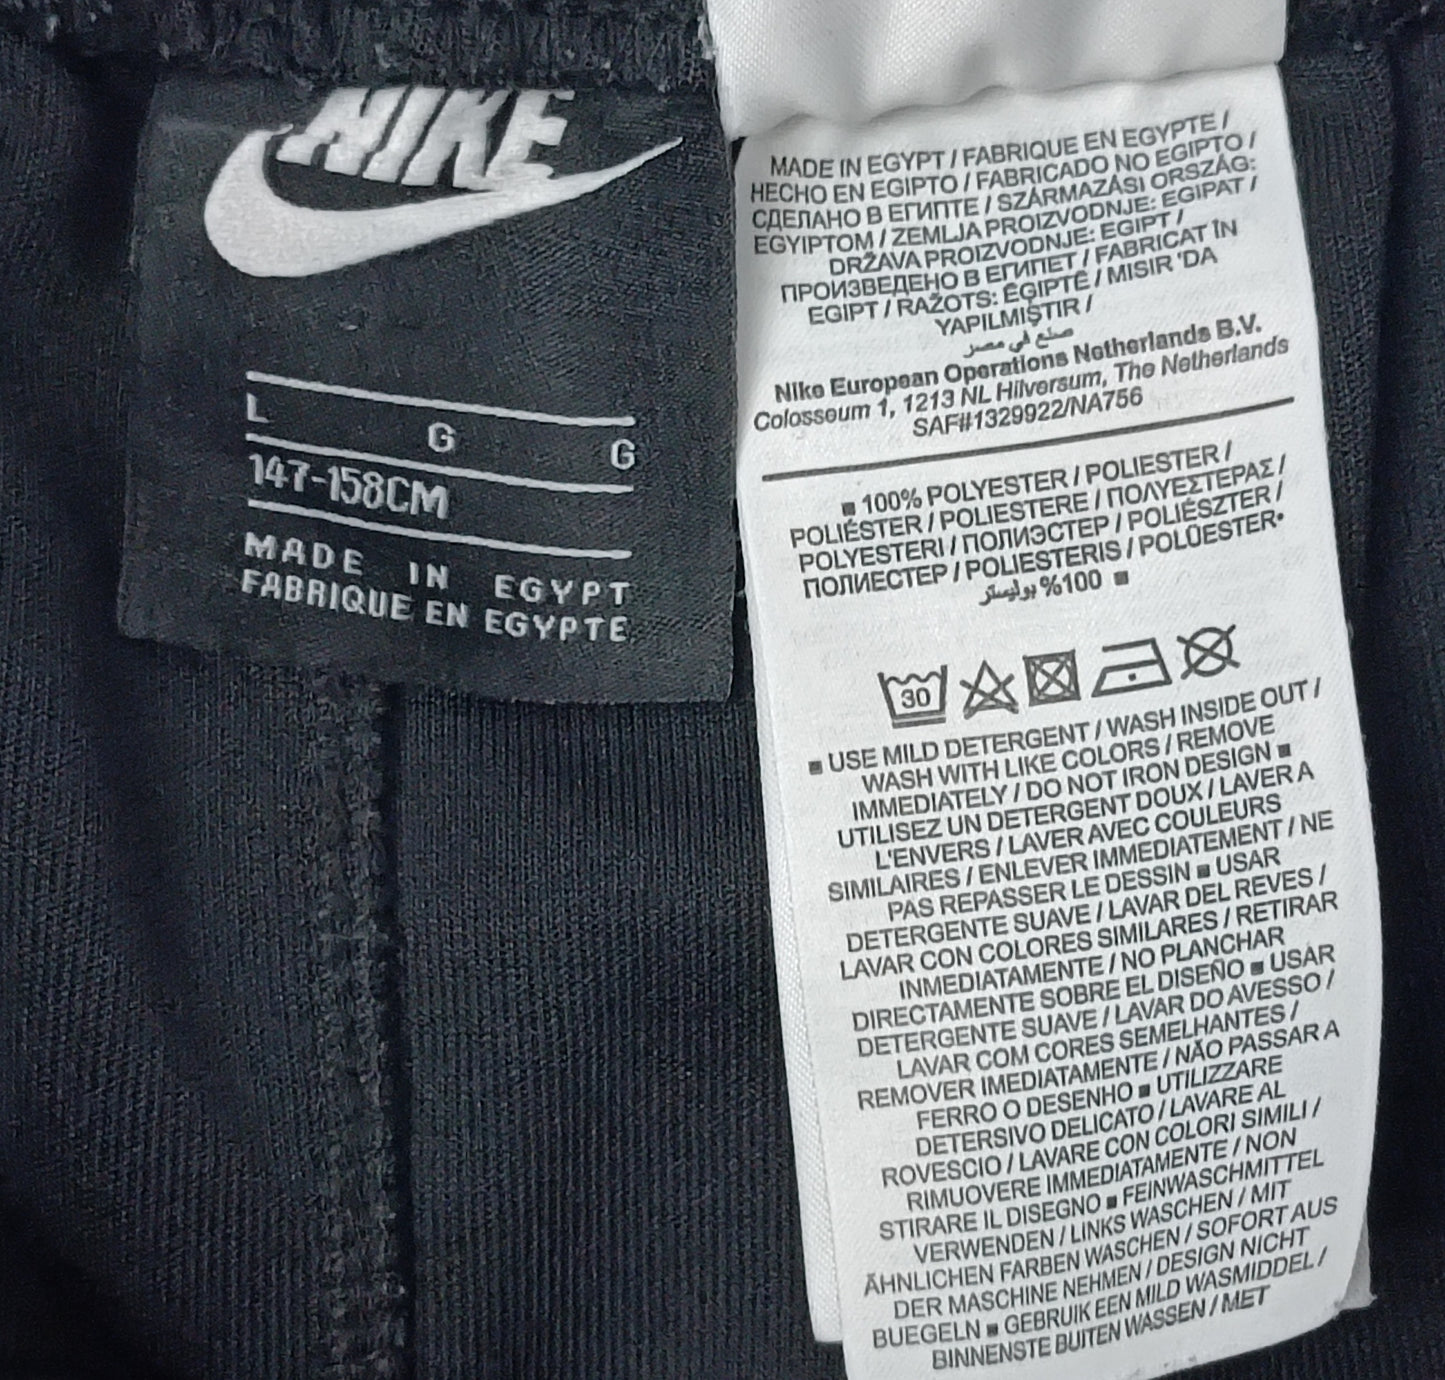 NIKE
L G G
147-158CM
MADE IN EGYPT
FABRIQUE EN EGYPTE
MADE IN EGYPT / FABRIQUE EN EGYPTE /
HECHO EN EGIPTO / FABRICADO NO EGIPTO /
СДЕЛАНО В ЕГИПТЕ / SZÁRMAZÁSI ORSZÁG:
EGYIPTOM / ZEMLJA PROIZVODNJE: EGIPAT /
DRŽAVA PROIZVODNJE: EGIPT /
ПРОИЗВЕДЕНО В ЕГИПЕТ / FABRICAT ÎN
EGIPT / RAŽOTS: ĒĢIPTĒ / MISIR 'DA
YAPILMIŞTIR /
صنع في مصر
Nike European Operations Netherlands B.V.
Colosseum 1, 1213 NL Hilversum, The Netherlands
SAF#1329922/NA756
■ 100% POLYESTER / POLIESTER /
POLIÉSTER / POLIESTERE / ΠΟΛΥΕΣΤΕΡΑΣ /
POLYESTERI / ПОЛИЭСТЕР / POLIÉSZTER /
ПОЛИЕСТЕР / POLIESTERIS / POLÜESTER•
100% بوليستر ■
30
■ USE MILD DETERGENT / WASH INSIDE OUT /
WASH WITH LIKE COLORS / REMOVE
IMMEDIATELY / DO NOT IRON DESIGN ■
UTILISEZ UN DETERGENT DOUX / LAVER A
L'ENVERS / LAVER AVEC COULEURS
SIMILAIRES / ENLEVER IMMEDIATEMENT / NE
PAS REPASSER LE DESSIN ■ USAR
DETERGENTE SUAVE / LAVAR DEL REVES /
LAVAR CON COLORES SIMILARES / RETIRAR
INMEDIATAMENTE / NO PLANCHAR
DIRECTAMENTE SOBRE EL DISEÑO ■ USAR
DETERGENTE SUAVE / LAVAR DO AVESSO /
LAVAR COM CORES SEMELHANTES /
REMOVER IMEDIATAMENTE / NÃO PASSAR A
FERRO O DESENHO ■ UTILIZZARE
DETERSIVO DELICATO / LAVARE AL
ROVESCIO / LAVARE CON COLORI SIMILI /
RIMUOVERE IMMEDIATAMENTE / NON
STIRARE IL DISEGNO ■ FEINWASCHMITTEL
VERWENDEN / LINKS WASCHEN / MIT
ÄHNLICHEN FARBEN WASCHEN / SOFORT AUS
DER MASCHINE NEHMEN / DESIGN NICHT
BUEGELN ■ GEBRUIK EEN MILD WASMIDDEL /
BINNENSTE BUITEN WASSEN / MET